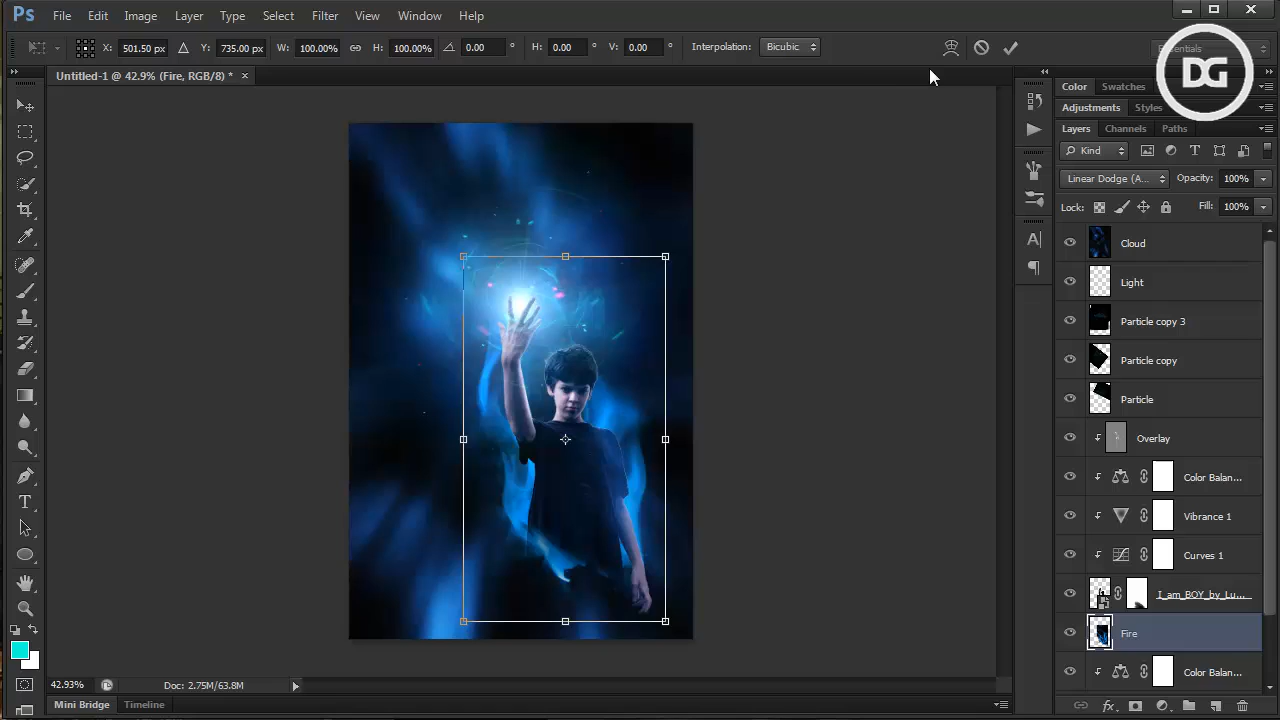 Ps File Edit Image Layer Type Select Filter View Window Help
X: 501.50 px Y: 735.00 px W: 100.00% H: 100.00% 0.00 ° H: 0.00 ° V: 0.00 ° Interpolation: Bicubic Essentials
DG
Untitled-1 @ 42.9% (Fire, RGB/8) * ×
Color Swatches
Adjustments Styles
Layers Channels Paths
Kind
Linear Dodge (A... Opacity: 100%
Lock: Fill: 100%
Cloud
Light
Particle copy 3
Particle copy
Particle
Overlay
Color Balan...
Vibrance 1
Curves 1
I_am_BOY_by_Lu...
Fire
Color Balan...
42.93% Doc: 2.75M/63.8M
Mini Bridge Timeline